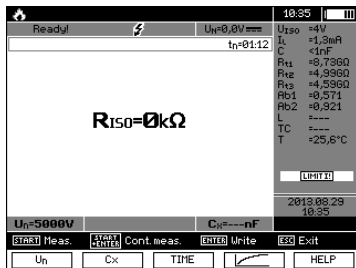 10:35
Ready! UN=0,0V
tn=01:12
UISO =4V
IL =1,3mA
C <1nF
Rt1 =8,73GΩ
Rt2 =4,99GΩ
Rt3 =4,59GΩ
Ab1 =0,571
Ab2 =0,921
L =---
TC =---
T =25,6°C
RISO=0kΩ
LIMIT I!
2013.08.29
10:35
Un=5000V CX=---nF
START Meas. START +ENTER Cont.meas. ENTER Write ESC Exit
Un Cx TIME HELP